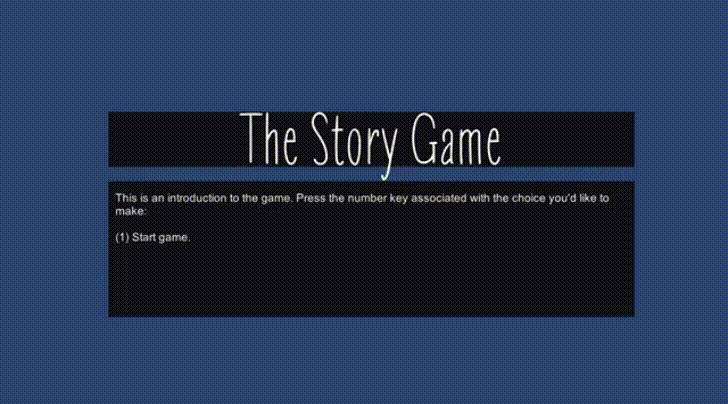 The Story Game
This is an introduction to the game. Press the number key associated with the choice you'd like to
make:
(1) Start game.